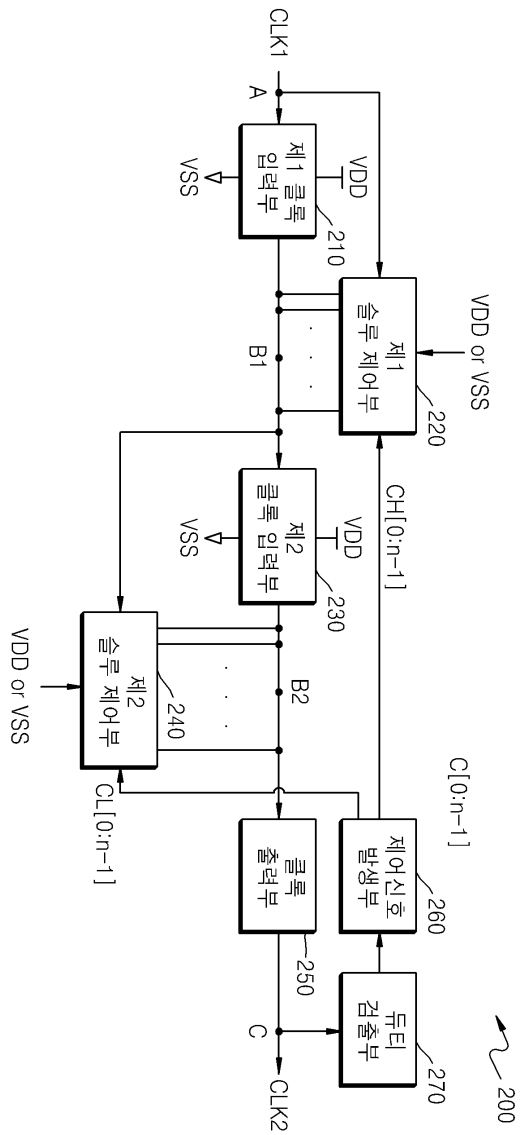 200
CLK1
A
VDD
제1 클록
입력부
210
VSS
VDD or VSS
제1
슬루 제어부
220
B1
CH[0:n-1]
VDD
제2
클록 입력부
230
VSS
제2
슬루 제어부
240
VDD or VSS
B2
CL[0:n-1]
C[0:n-1]
제어신호
발생부
260
클록
출력부
250
두티
검출부
270
C
CLK2